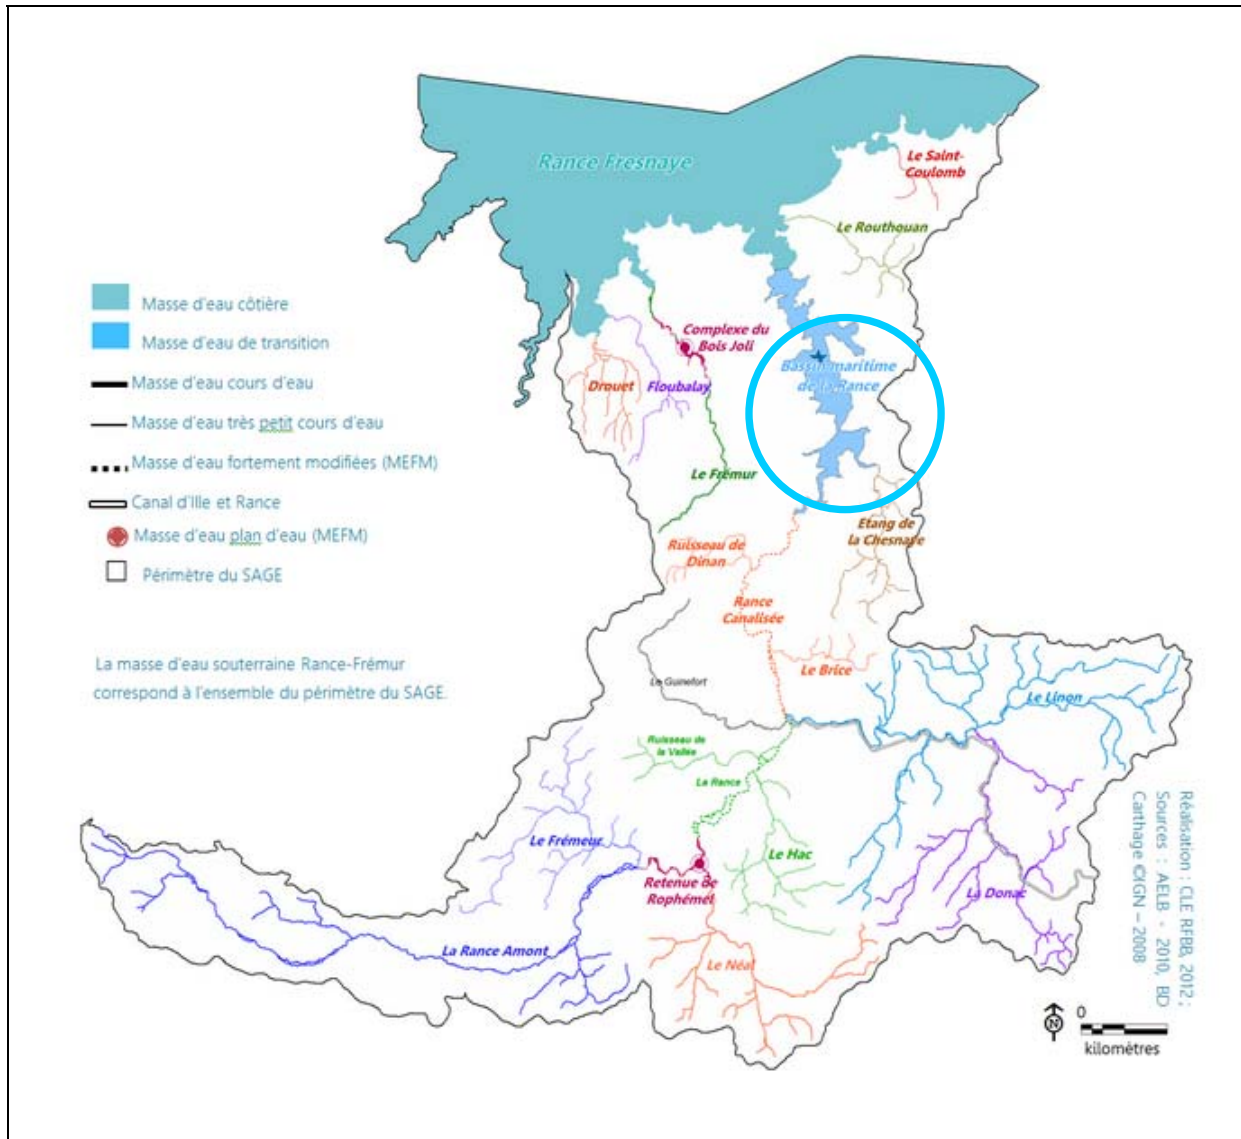 Rance Fresnaye
Le Saint-
Coulomb
Le Routhouan
Complexe du
Bois Joli
Bassin maritime
de la Rance
Drouet
Floubalay
Le Frémur
Etang de
la Chesnaye
Ruisseau de
Dinan
Rance
Canalisée
Le Brice
Le Guinefort
Le Linon
Ruisseau de
la Vallée
La Rance
Le Frémeur
Le Hac
Retenue de
Rophémel
La Donac
La Rance Amont
Le Néal
Masse d'eau côtière
Masse d'eau de transition
Masse d'eau cours d'eau
Masse d'eau très petit cours d'eau
Masse d'eau fortement modifiées (MEFM)
Canal d'Ille et Rance
Masse d'eau plan d'eau (MEFM)
Périmètre du SAGE
La masse d'eau souterraine Rance-Frémur
correspond à l'ensemble du périmètre du SAGE.
Réalisation : CLE RFBB, 2012 ;
Sources : AELB - 2010, BD
Carthage ©IGN – 2008
N
0
kilomètres